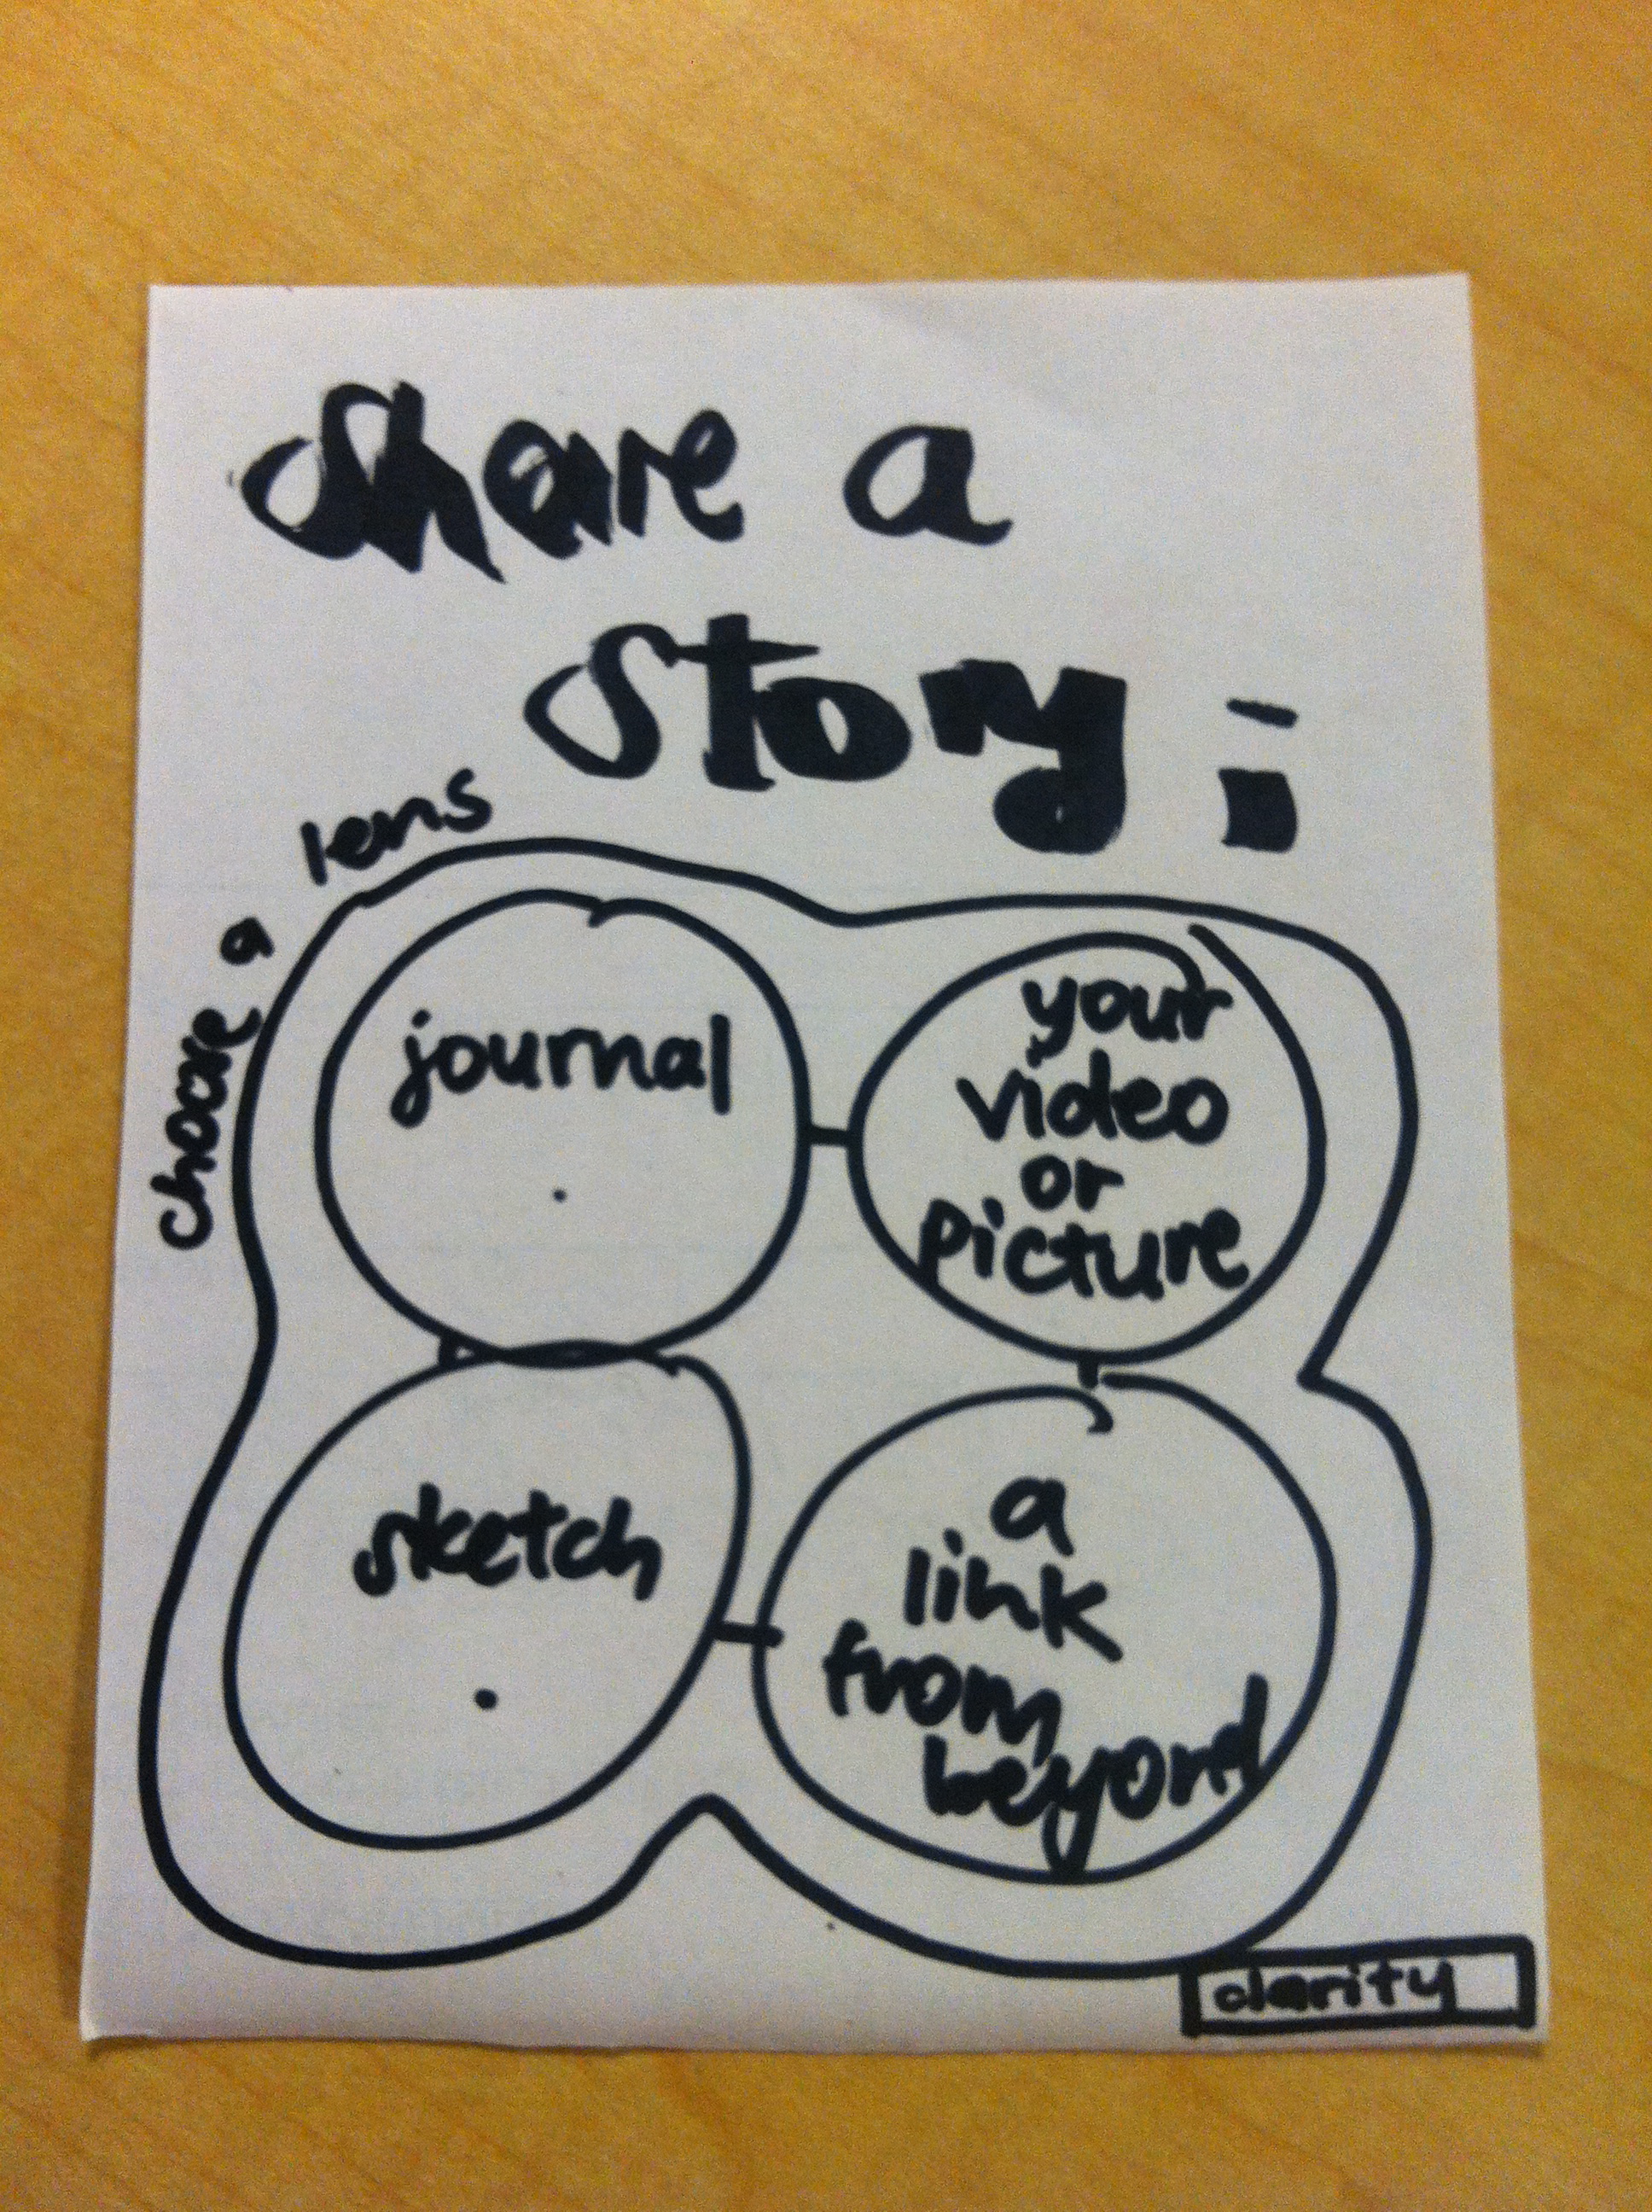 Share a
Story:
choose a lens
journal
your
video
or
picture
sketch
a
link
from
beyond
clarity